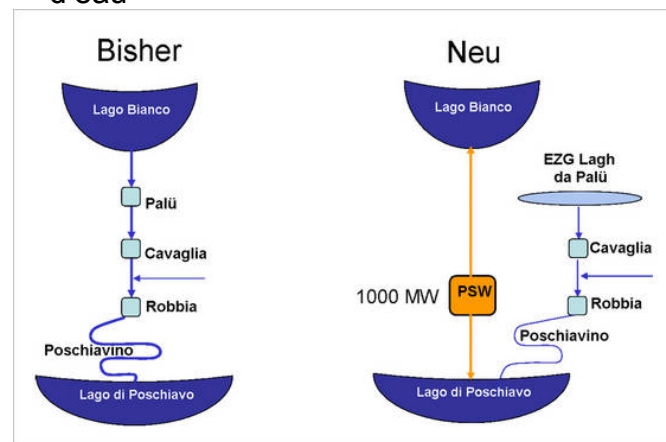 d'eau
Bisher
Neu
Lago Bianco
Palü
Cavaglia
Robbia
Poschiavino
Lago di Poschiavo
Lago Bianco
EZG Lagh
da Palü
Cavaglia
1000 MW
PSW
Robbia
Poschiavino
Lago di Poschiavo